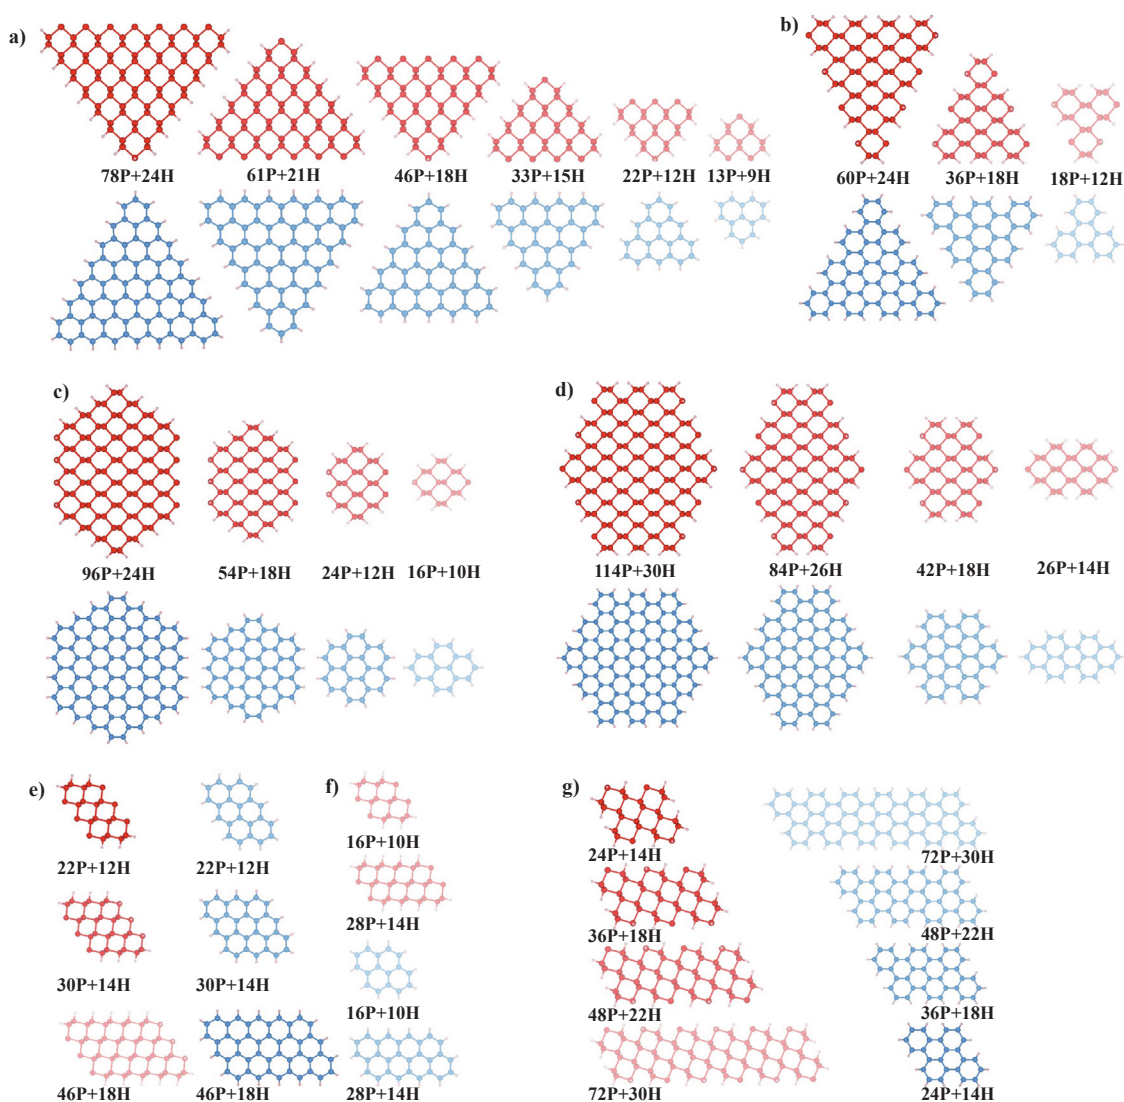 a)
b)
78P+24H
61P+21H
46P+18H
33P+15H
22P+12H
13P+9H
60P+24H
36P+18H
18P+12H
c)
d)
96P+24H
54P+18H
24P+12H
16P+10H
114P+30H
84P+26H
42P+18H
26P+14H
e)
22P+12H
22P+12H
30P+14H
30P+14H
46P+18H
46P+18H
f)
16P+10H
28P+14H
16P+10H
28P+14H
g)
24P+14H
72P+30H
36P+18H
48P+22H
48P+22H
36P+18H
72P+30H
24P+14H